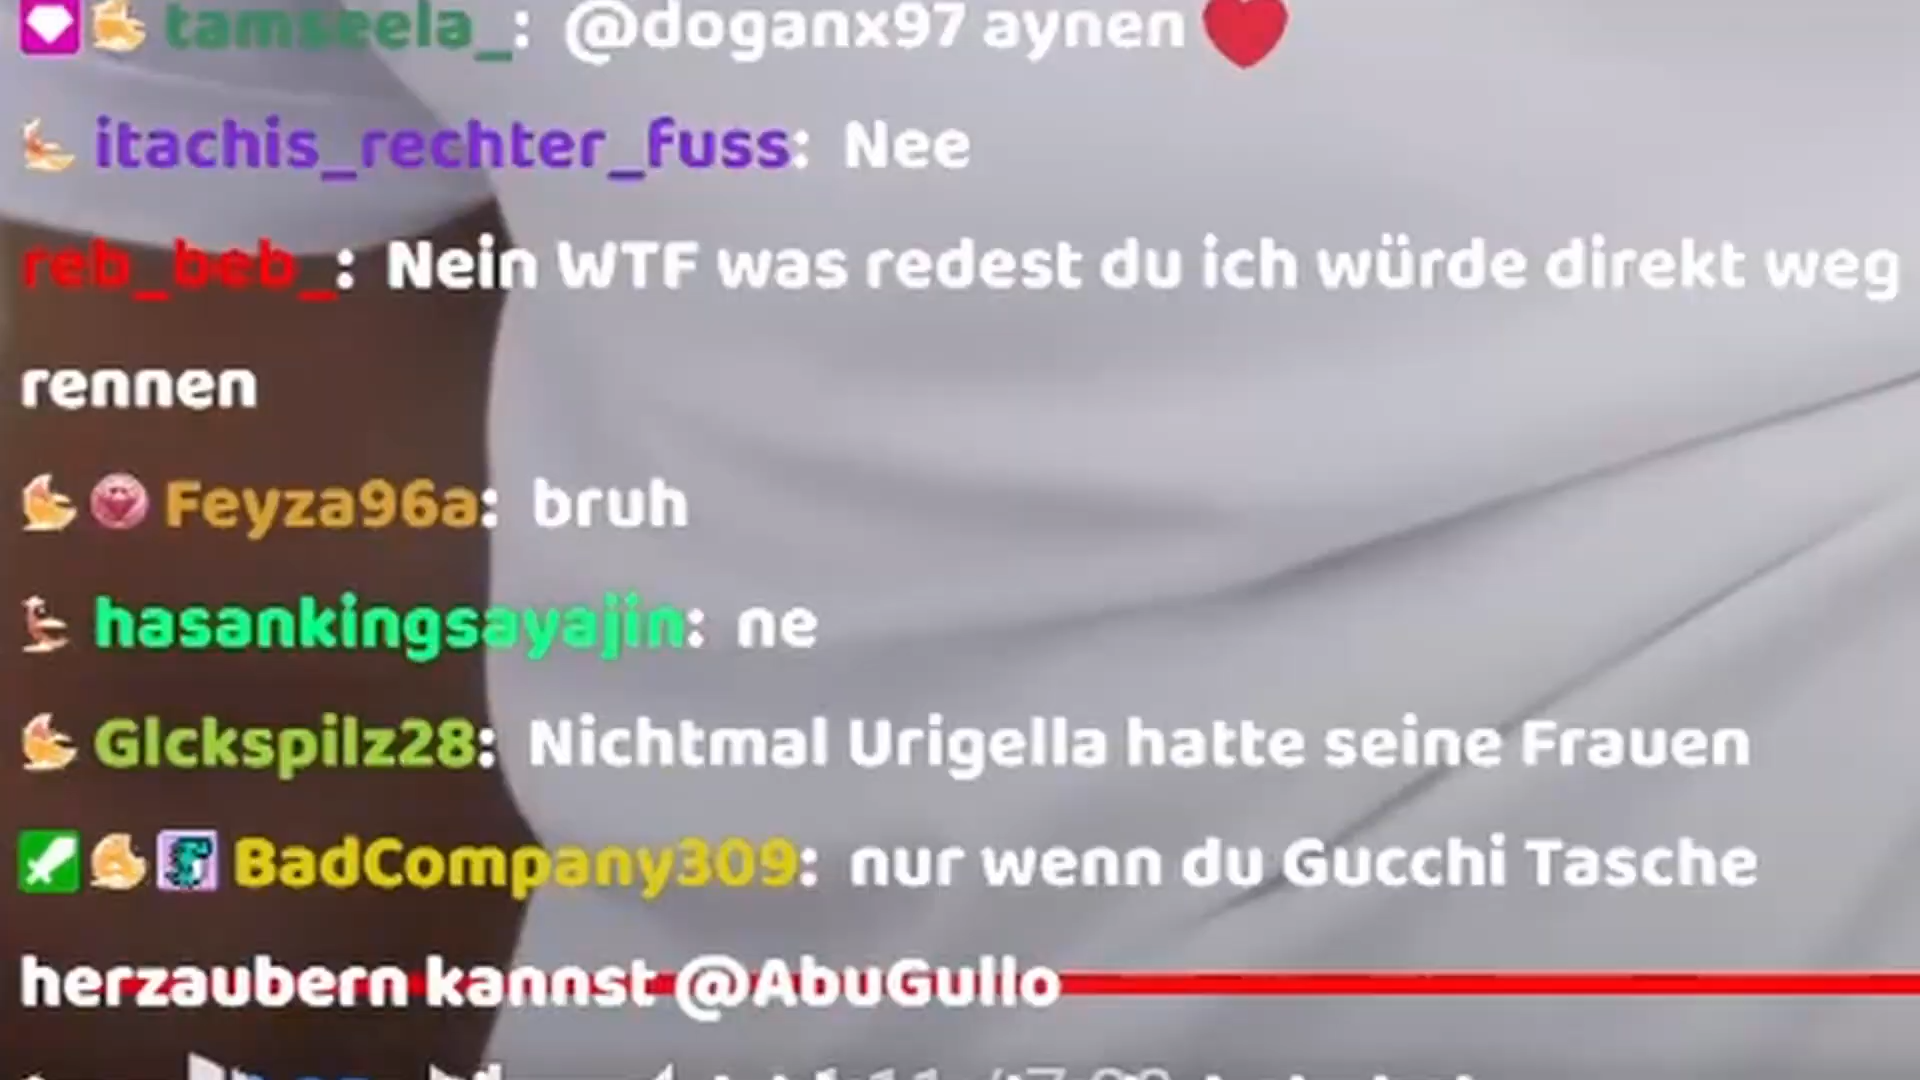 tamseela_: @doganx97 aynen
itachis_rechter_fuss: Nee
reb_beb_: Nein WTF was redest du ich würde direkt weg
rennen
Feyza96a: bruh
hasankingsayajin: ne
Glckspilz28: Nichtmal Urigella hatte seine Frauen
BadCompany309: nur wenn du Gucchi Tasche
herzaubern kannst @AbuGullo